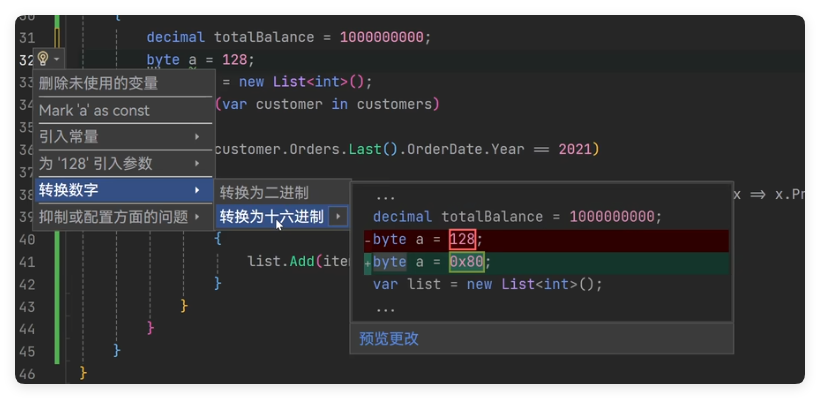 30 {
31 decimal totalBalance = 1000000000;
32 byte a = 128;
33 = new List<int>();
34 (var customer in customers)
35
36 customer.Orders.Last().OrderDate.Year == 2021)
37
38 x => x.Pr
39
40 {
41 list.Add(ite
42 }
43 }
44 }
45 }
46 }
删除未使用的变量
Mark 'a' as const
引入常量
为 '128' 引入参数
转换数字
抑制或配置方面的问题
转换为二进制
转换为十六进制
...
decimal totalBalance = 1000000000;
-byte a = 128;
+byte a = 0x80;
var list = new List<int>();
...
预览更改